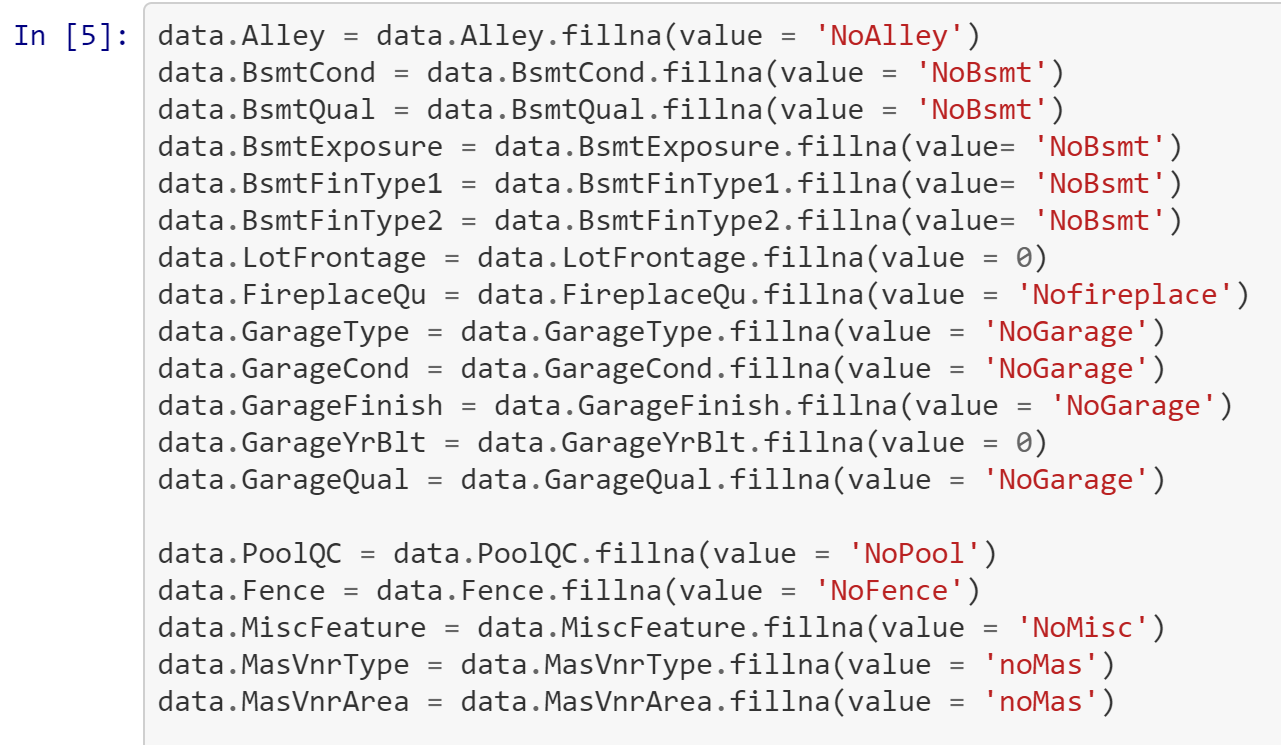 In [5]: data.Alley = data.Alley.fillna(value = 'NoAlley')
data.BsmtCond = data.BsmtCond.fillna(value = 'NoBsmt')
data.BsmtQual = data.BsmtQual.fillna(value = 'NoBsmt')
data.BsmtExposure = data.BsmtExposure.fillna(value= 'NoBsmt')
data.BsmtFinType1 = data.BsmtFinType1.fillna(value= 'NoBsmt')
data.BsmtFinType2 = data.BsmtFinType2.fillna(value= 'NoBsmt')
data.LotFrontage = data.LotFrontage.fillna(value = 0)
data.FireplaceQu = data.FireplaceQu.fillna(value = 'Nofireplace')
data.GarageType = data.GarageType.fillna(value = 'NoGarage')
data.GarageCond = data.GarageCond.fillna(value = 'NoGarage')
data.GarageFinish = data.GarageFinish.fillna(value = 'NoGarage')
data.GarageYrBlt = data.GarageYrBlt.fillna(value = 0)
data.GarageQual = data.GarageQual.fillna(value = 'NoGarage')
data.PoolQC = data.PoolQC.fillna(value = 'NoPool')
data.Fence = data.Fence.fillna(value = 'NoFence')
data.MiscFeature = data.MiscFeature.fillna(value = 'NoMisc')
data.MasVnrType = data.MasVnrType.fillna(value = 'noMas')
data.MasVnrArea = data.MasVnrArea.fillna(value = 'noMas')